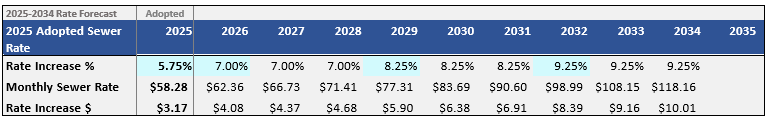 2025-2034 Rate Forecast Adopted
2025 Adopted Sewer Rate 2025 2026 2027 2028 2029 2030 2031 2032 2033 2034 2035
Rate Increase % 5.75% 7.00% 7.00% 7.00% 8.25% 8.25% 8.25% 9.25% 9.25% 9.25%
Monthly Sewer Rate $58.28 $62.36 $66.73 $71.41 $77.31 $83.69 $90.60 $98.99 $108.15 $118.16
Rate Increase $ $3.17 $4.08 $4.37 $4.68 $5.90 $6.38 $6.91 $8.39 $9.16 $10.01